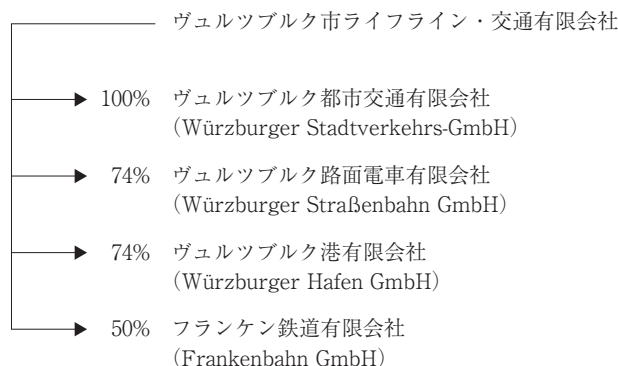 ヴュルツブルク市ライフライン・交通有限会社
100% ヴュルツブルク都市交通有限会社
(Würzburger Stadtverkehrs-GmbH)
74% ヴュルツブルク路面電車有限会社
(Würzburger Straßenbahn GmbH)
74% ヴュルツブルク港有限会社
(Würzburger Hafen GmbH)
50% フランケン鉄道有限会社
(Frankenbahn GmbH)